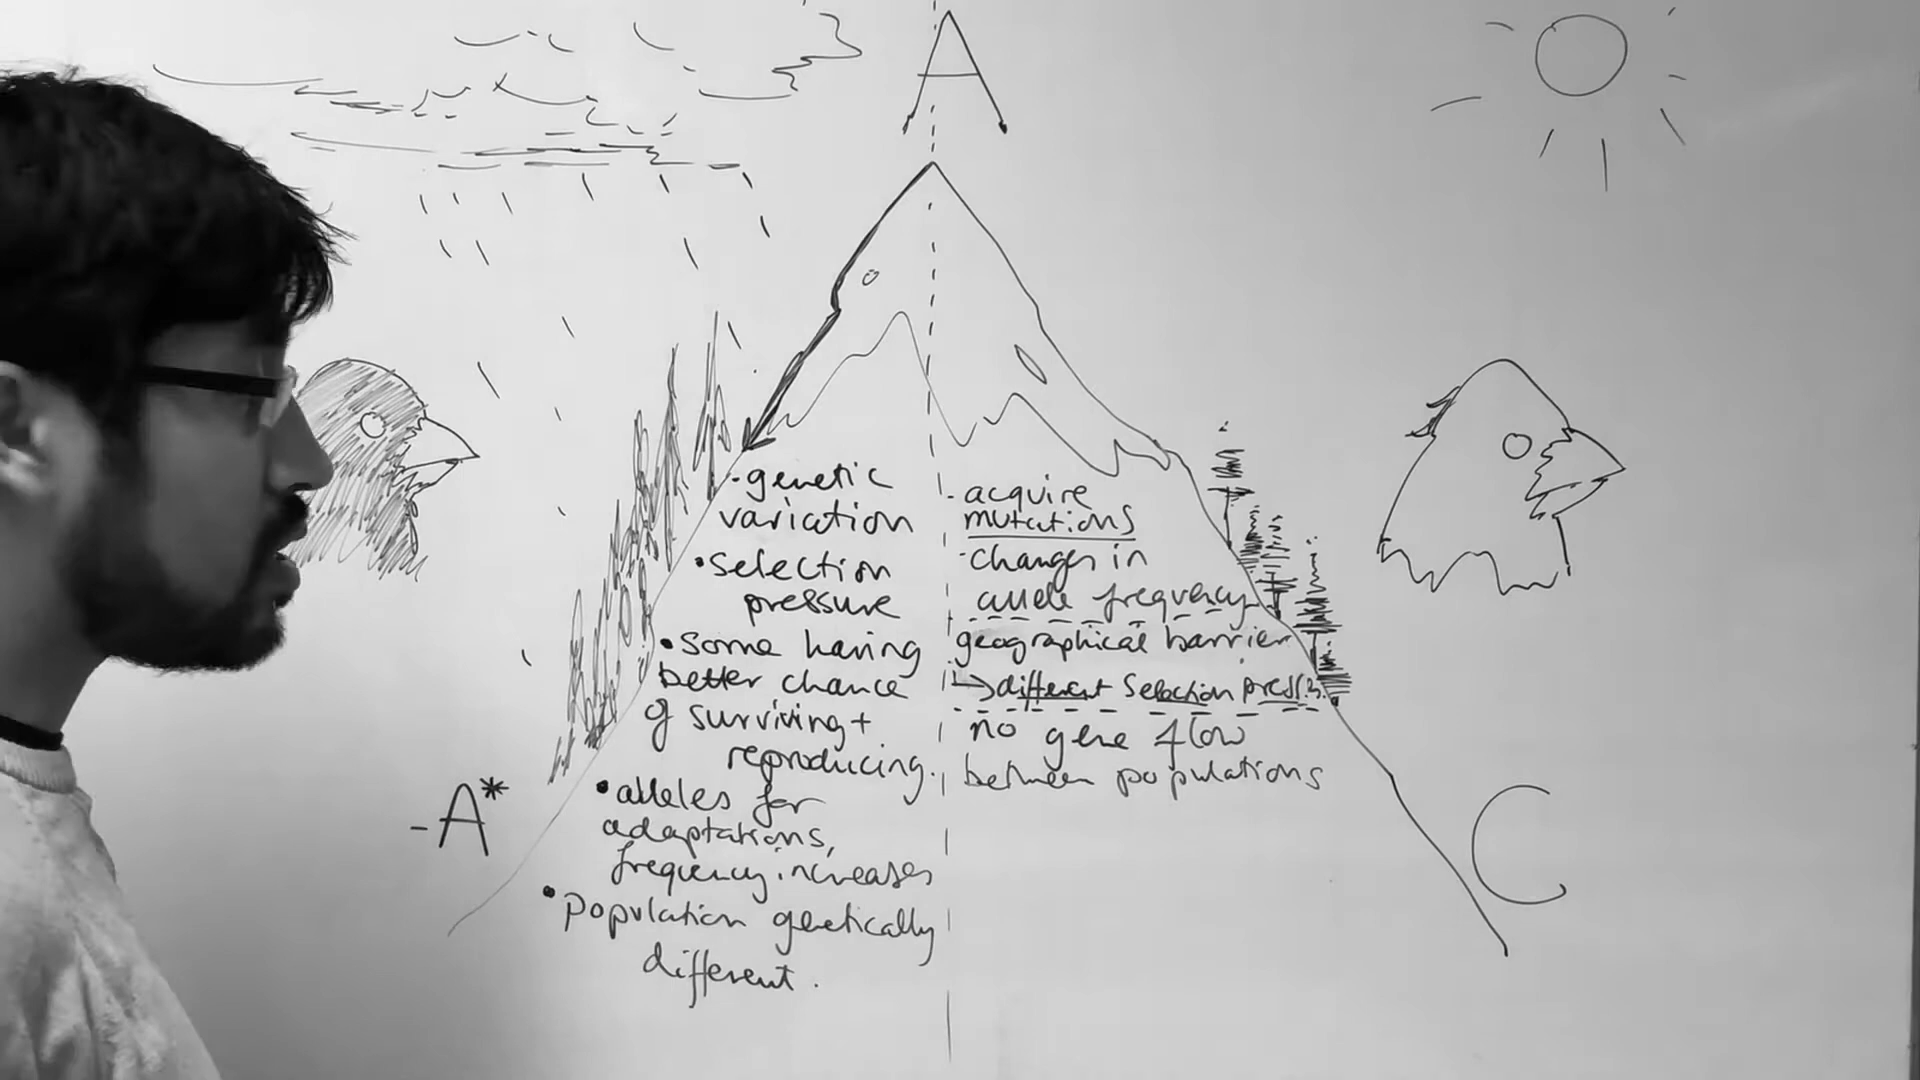 A
-genetic
variation
•selection
pressure
•some having
better chance
of surviving+
reproducing.
•alleles for
adaptations,
frequency increases
•population genetically
different.
-acquire
mutations
-changes in
allele frequency
geographical barrier
↳different selection press.
no gene flow
between populations
-A*
C